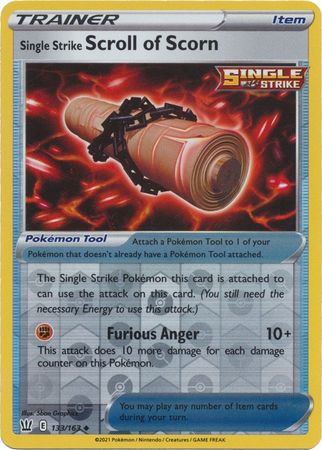 TRAINER
Item
Single Strike Scroll of Scorn
SINGLE
STRIKE
Pokémon Tool
Attach a Pokémon Tool to 1 of your
Pokémon that doesn't already have a Pokémon Tool attached.
The Single Strike Pokémon this card is attached to
can use the attack on this card. (You still need the
necessary Energy to use this attack.)
Furious Anger 10+
This attack does 10 more damage for each damage
counter on this Pokémon.
Illus. 5ban Graphics
E 133/163
You may play any number of Item cards
during your turn.
©2021 Pokémon / Nintendo / Creatures / GAME FREAK